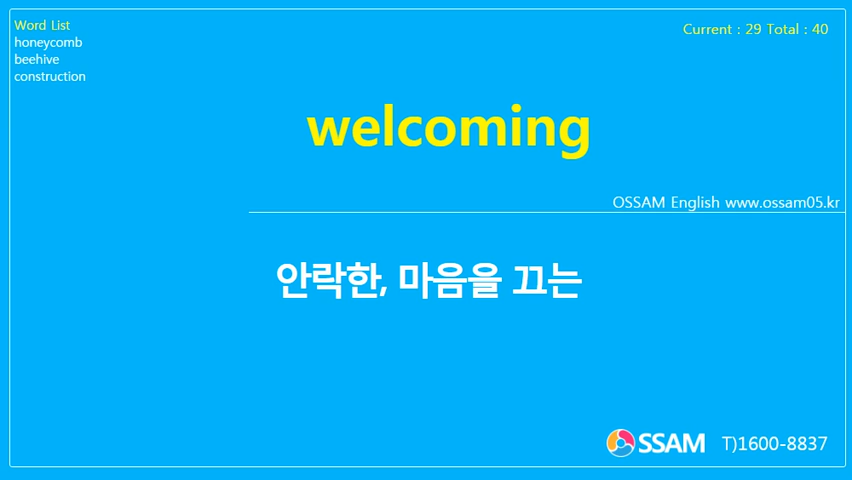 Word List
honeycomb
beehive
construction
Current : 29 Total : 40
welcoming
OSSAM English www.ossam05.kr
안락한, 마음을 끄는
OSSAM T)1600-8837